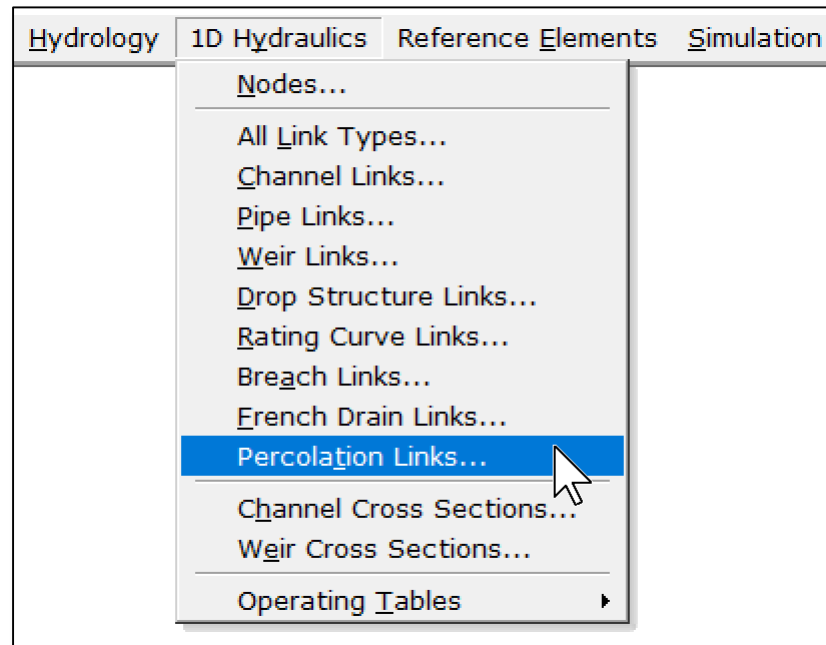 Hydrology 1D Hydraulics Reference Elements Simulation
Nodes...
All Link Types...
Channel Links...
Pipe Links...
Weir Links...
Drop Structure Links...
Rating Curve Links...
Breach Links...
French Drain Links...
Percolation Links...
Channel Cross Sections...
Weir Cross Sections...
Operating Tables